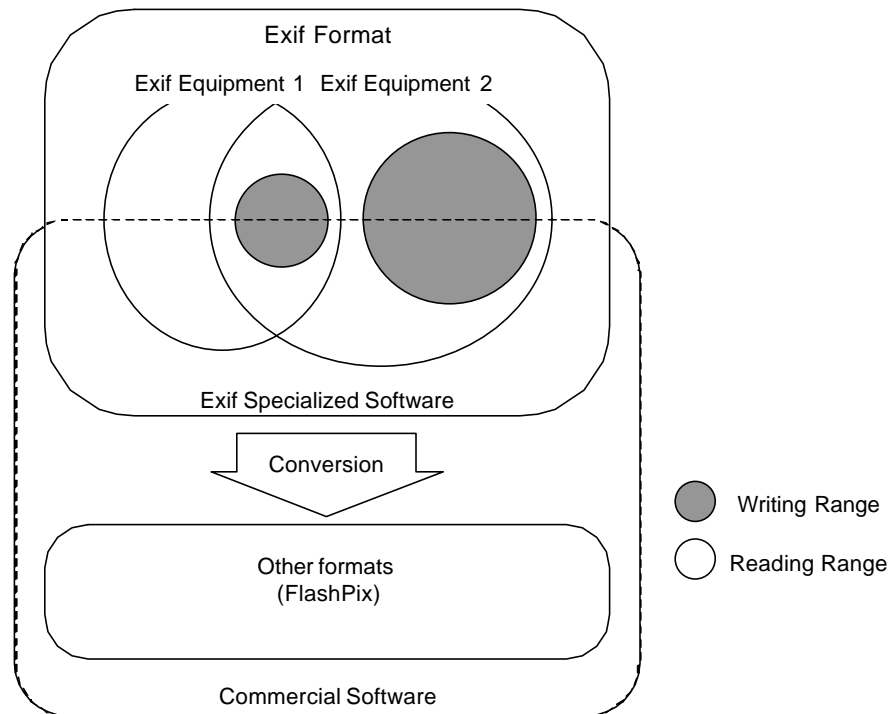 Exif Format
Exif Equipment 1 Exif Equipment 2
Exif Specialized Software
Conversion
Other formats
(FlashPix)
Commercial Software
Writing Range
Reading Range